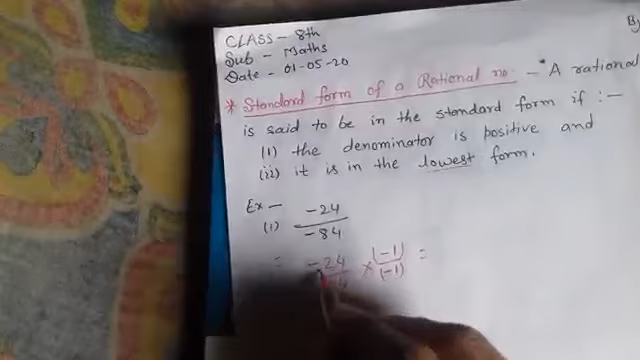 CLASS - 8th
Sub - Maths
Date - 01-05-20
By
* Standard form of a Rational no: - "A rational
is said to be in the standard form if :-
(i) the denominator is positive and
(ii) it is in the lowest form.
Ex -
(i) -24
-84
= -24 × (-1) =
(-1)